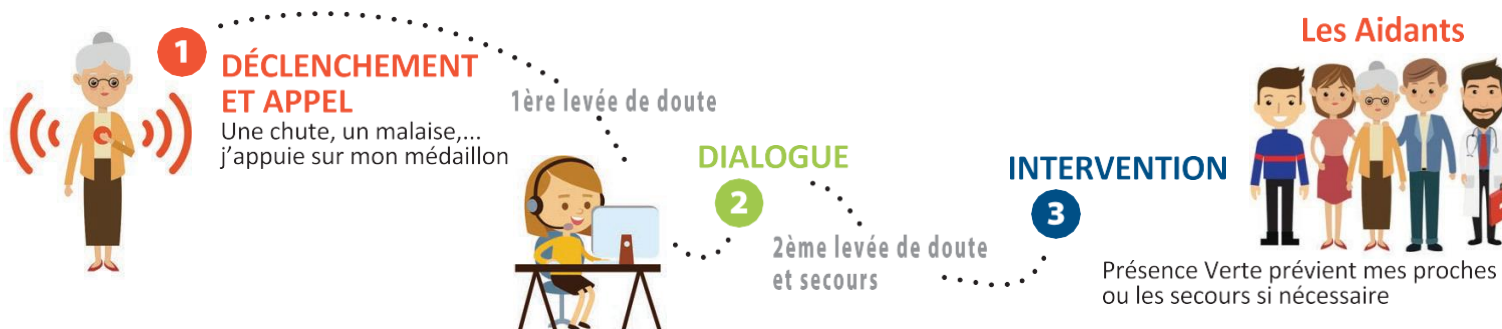 1
DÉCLENCHEMENT
ET APPEL
Une chute, un malaise,...
j'appuie sur mon médaillon
1ère levée de doute
DIALOGUE
2
2ème levée de doute
et secours
INTERVENTION
3
Les Aidants
Présence Verte prévient mes proches
ou les secours si nécessaire